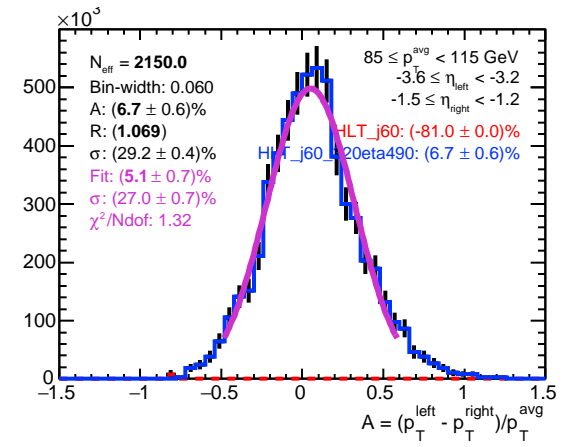 ×10³
600
500
400
300
200
100
0
N_eff = 2150.0
Bin-width: 0.060
A: (6.7 ± 0.6)%
R: (1.069)
σ: (29.2 ± 0.4)%
Fit: (5.1 ± 0.7)%
σ: (27.0 ± 0.7)%
χ²/Ndof: 1.32
85 ≤ p_T^avg < 115 GeV
-3.6 ≤ η_left < -3.2
-1.5 ≤ η_right < -1.2
HLT_j60: (-81.0 ± 0.0)%
HLT_j60_ 20eta490: (6.7 ± 0.6)%
−1.5 −1 −0.5 0 0.5 1 1.5
A = (p_T^left - p_T^right)/p_T^avg